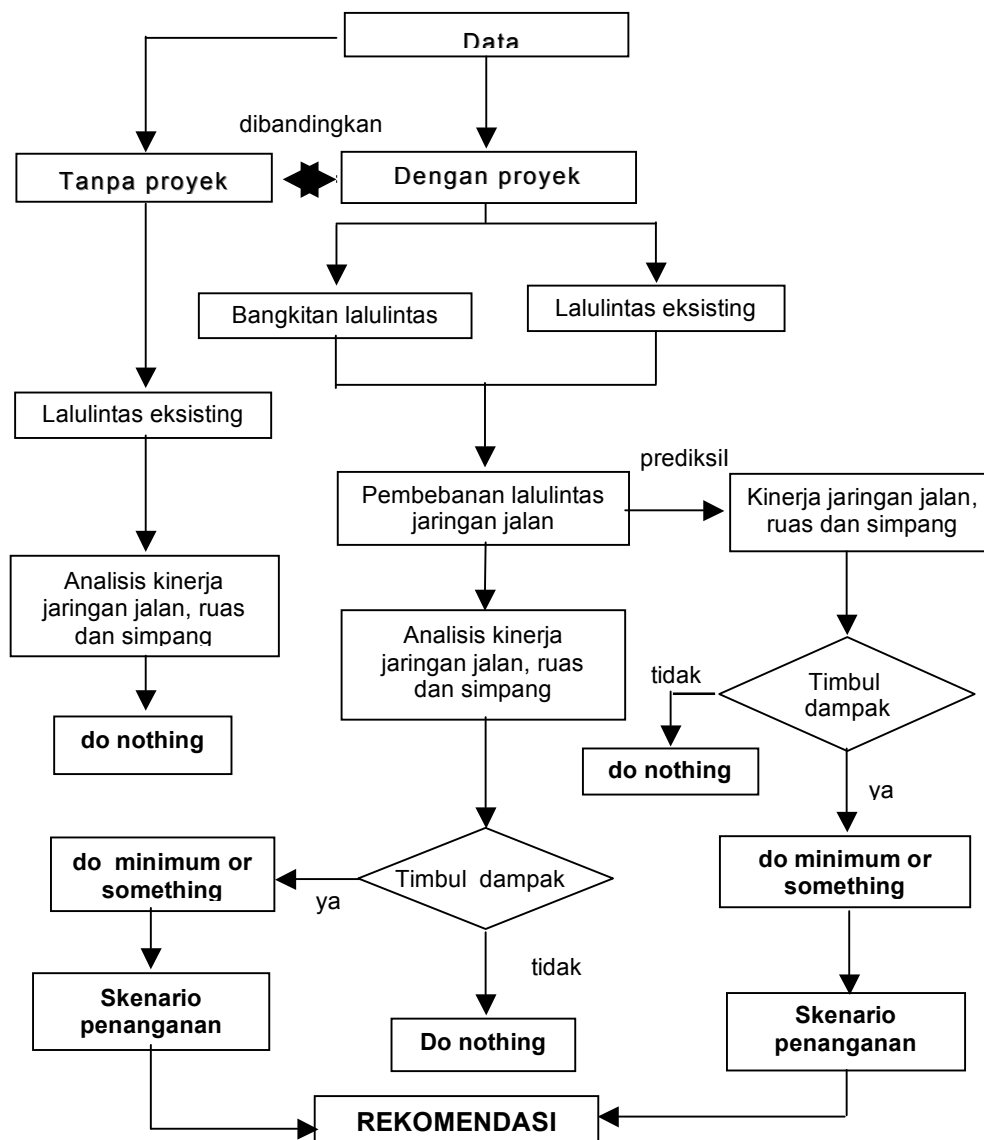 Data
dibandingkan
Tanpa proyek
Dengan proyek
Bangkitan lalulintas
Lalulintas eksisting
Lalulintas eksisting
prediksil
Pembebanan lalulintas
jaringan jalan
Kinerja jaringan jalan,
ruas dan simpang
Analisis kinerja
jaringan jalan, ruas
dan simpang
Analisis kinerja
jaringan jalan, ruas
dan simpang
tidak
Timbul
dampak
do nothing
do nothing
ya
do minimum or
something
ya
Timbul dampak
do minimum or
something
tidak
Skenario
penanganan
Do nothing
Skenario
penanganan
REKOMENDASI